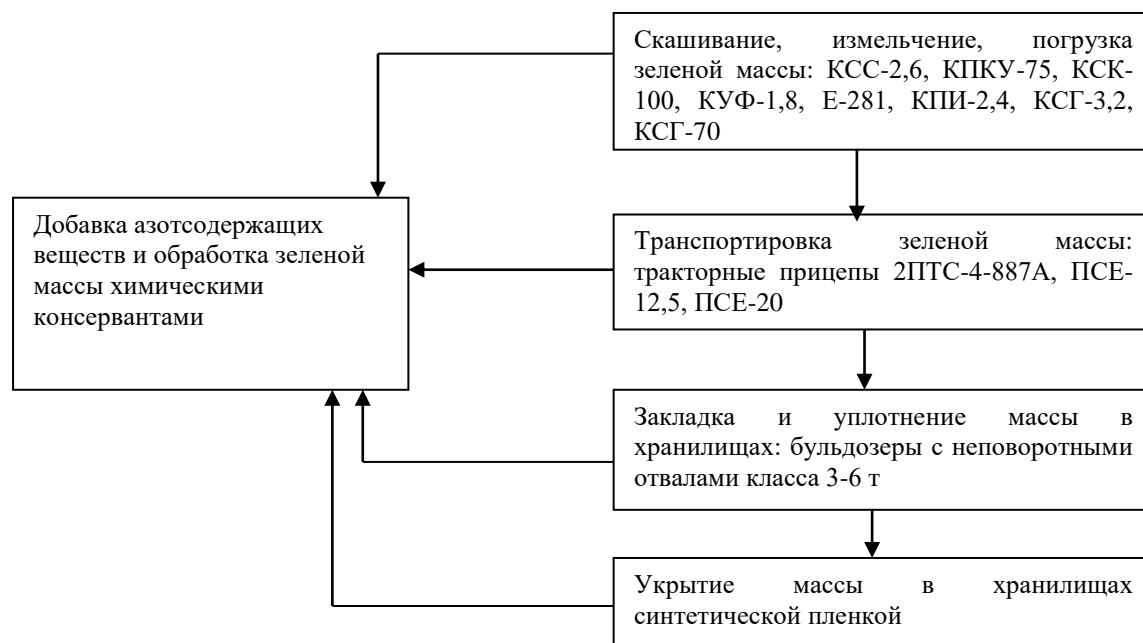 Скашивание, измельчение, погрузка
зеленой массы: КСС-2,6, КПКУ-75, КСК-
100, КУФ-1,8, Е-281, КПИ-2,4, КСГ-3,2,
КСГ-70
Добавка азотсодержащих
веществ и обработка зеленой
массы химическими
консервантами
Транспортировка зеленой массы:
тракторные прицепы 2ПТС-4-887А, ПСЕ-
12,5, ПСЕ-20
Закладка и уплотнение массы в
хранилищах: бульдозеры с неповоротными
отвалами класса 3-6 т
Укрытие массы в хранилищах
синтетической пленкой